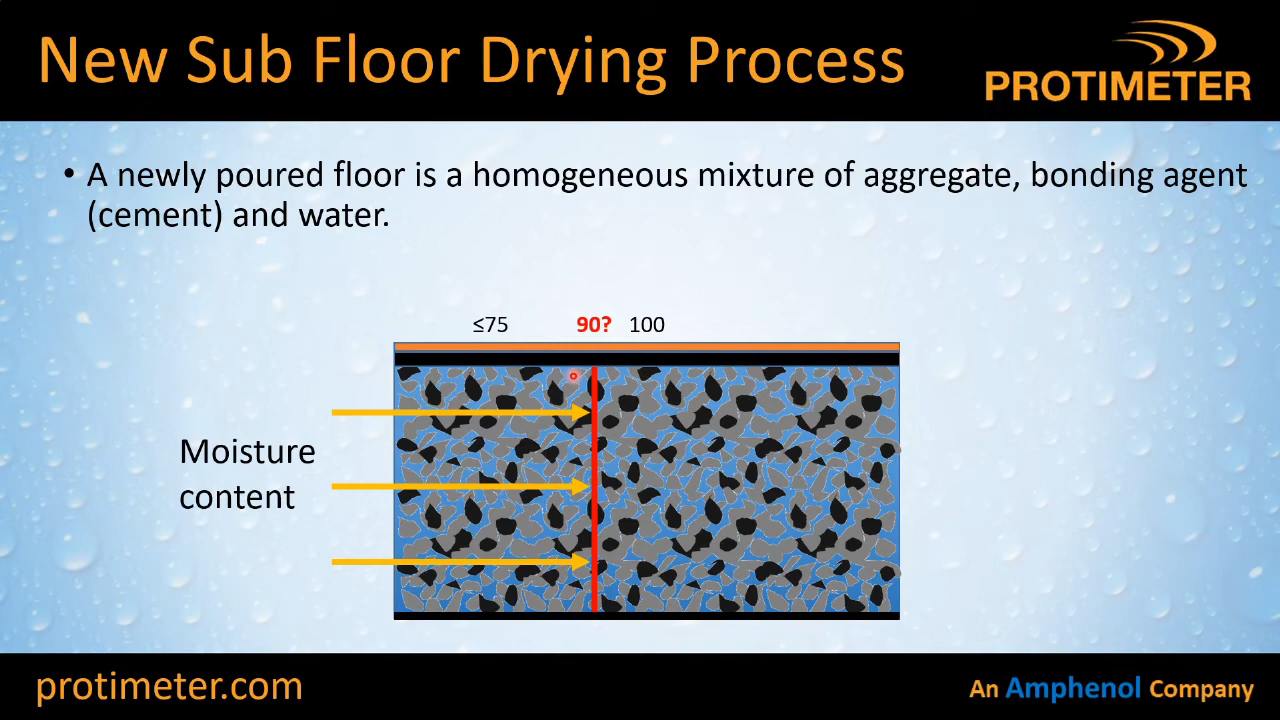 New Sub Floor Drying Process
PROTIMETER
• A newly poured floor is a homogeneous mixture of aggregate, bonding agent
(cement) and water.
≤75 90? 100
Moisture
content
protimeter.com
An Amphenol Company